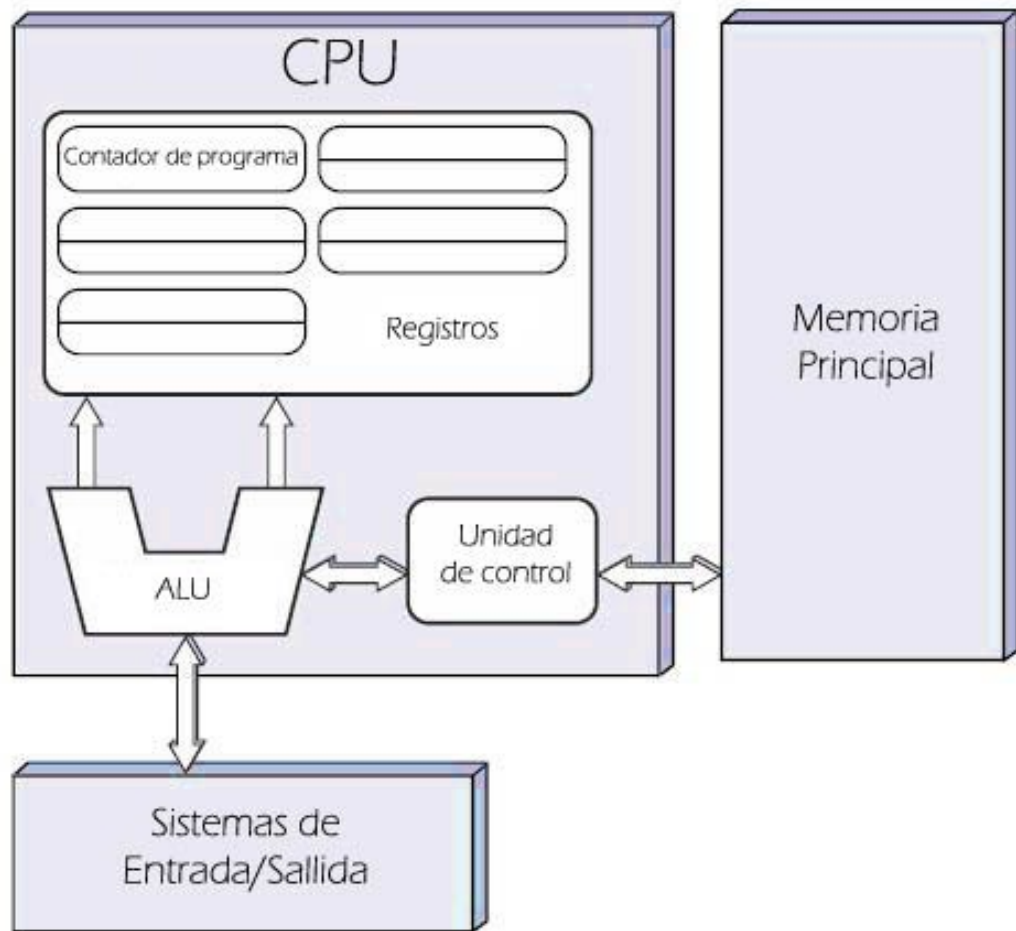 CPU
Contador de programa
Registros
Memoria
Principal
ALU
Unidad
de control
Sistemas de
Entrada/Sallida